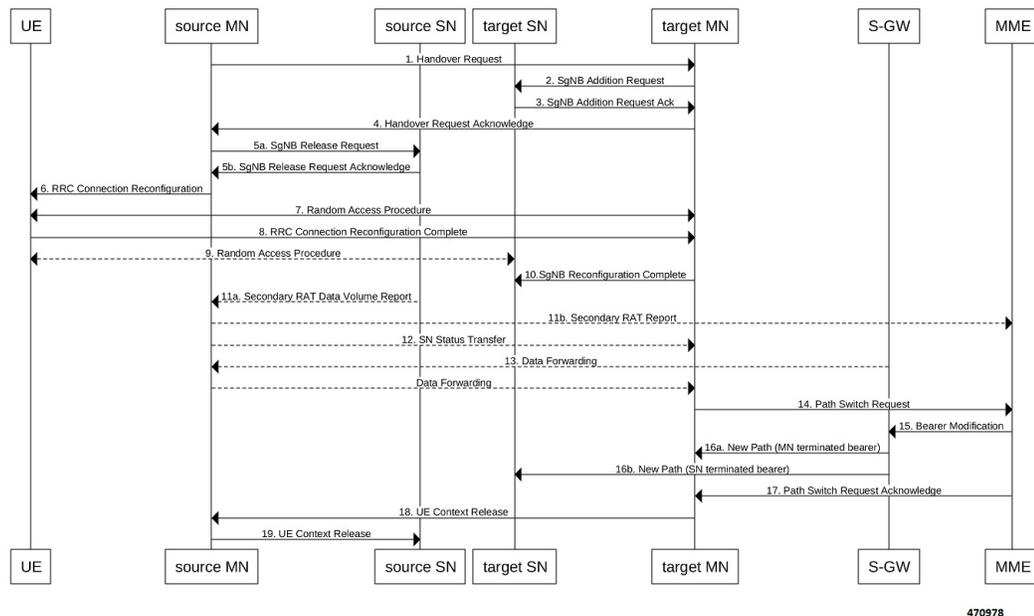 UE source MN source SN target SN target MN S-GW MME
1. Handover Request
2. SgNB Addition Request
3. SgNB Addition Request Ack
4. Handover Request Acknowledge
5a. SgNB Release Request
5b. SgNB Release Request Acknowledge
6. RRC Connection Reconfiguration
7. Random Access Procedure
8. RRC Connection Reconfiguration Complete
9. Random Access Procedure
10.SgNB Reconfiguration Complete
11a. Secondary RAT Data Volume Report
11b. Secondary RAT Report
12. SN Status Transfer
13. Data Forwarding
Data Forwarding
14. Path Switch Request
15. Bearer Modification
16a. New Path (MN terminated bearer)
16b. New Path (SN terminated bearer)
17. Path Switch Request Acknowledge
18. UE Context Release
19. UE Context Release
UE source MN source SN target SN target MN S-GW MME
470978